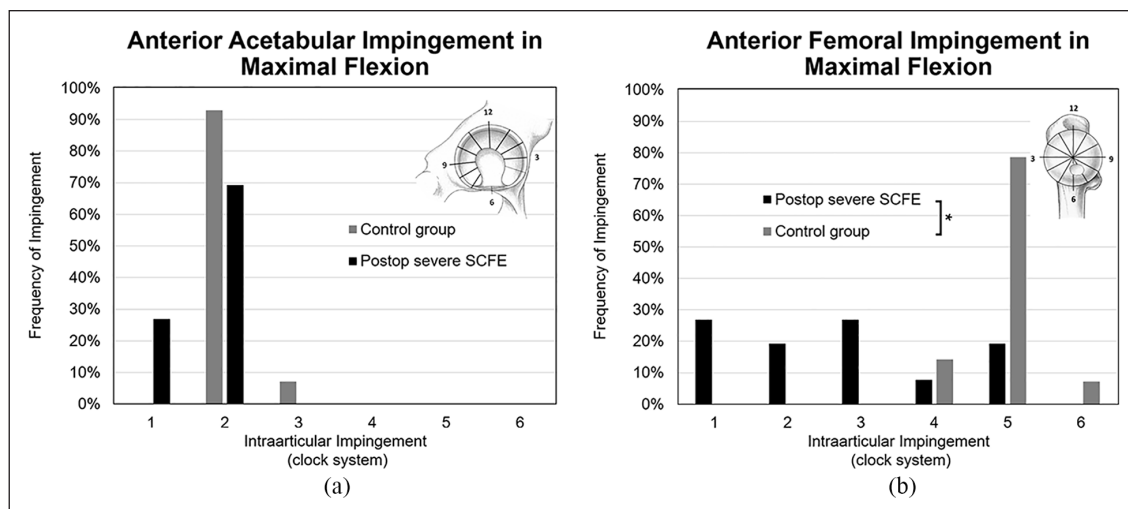 Anterior Acetabular Impingement in
Maximal Flexion
100%
90%
80%
70%
60%
50%
40%
30%
20%
10%
0%
Frequency of Impingement
12
3
6
9
Control group
Postop severe SCFE
1 2 3 4 5 6
Intraarticular Impingement
(clock system)
(a)
Anterior Femoral Impingement in
Maximal Flexion
100%
90%
80%
70%
60%
50%
40%
30%
20%
10%
0%
Frequency of Impingement
12
3 9
6
Postop severe SCFE
*
Control group
1 2 3 4 5 6
Intraarticular Impingement
(clock system)
(b)